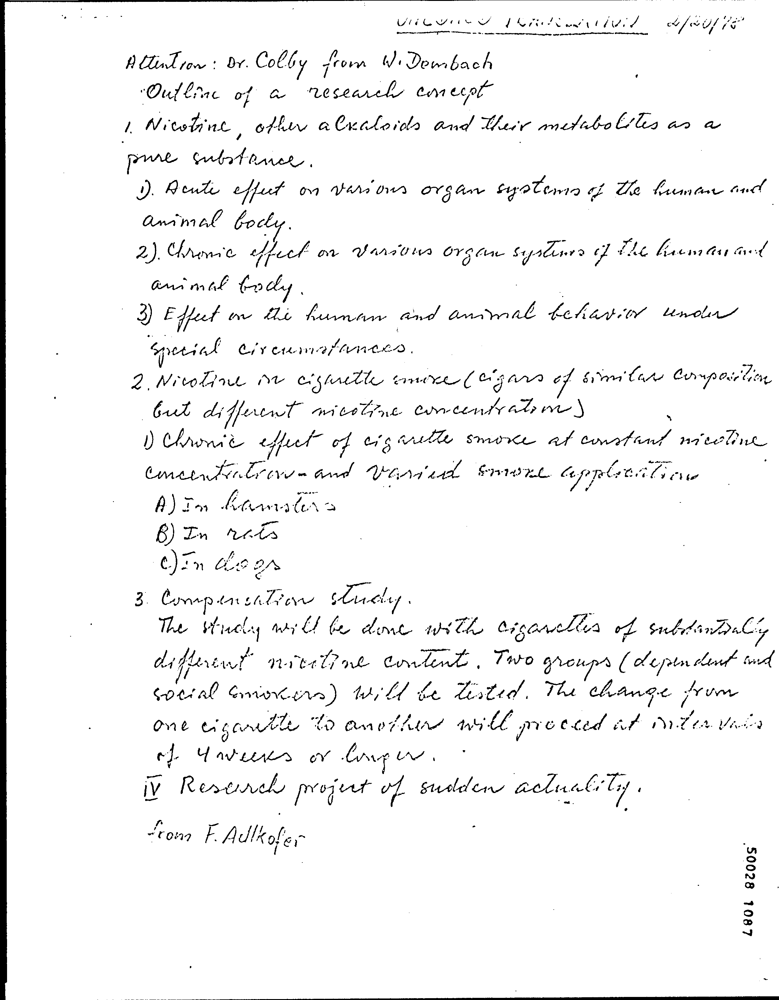 2/20/78
Attention: Dr. Colby from W. Dembach
Outline of a research concept
1. Nicotine, other alkaloids and their metabolites as a
pure substance.
1). Acute effect on various organ systems of the human and
animal body.
2). Chronic effect on various organ systems of the human and
animal body.
3) Effect on the human and animal behavior under
special circumstances.
2. Nicotine in cigarette smoke (cigars of similar composition
but different nicotine concentration)
1) Chronic effect of cigarette smoke at constant nicotine
concentration - and varied smoke application
A) In hamsters
B) In rats
C) In dogs
3. Compensation study.
The study will be done with cigarettes of substantially
different nicotine content. Two groups (dependent and
social smokers) will be tested. The change from
one cigarette to another will proceed at intervals
of 4 weeks or longer.
IV Research project of sudden actuality.
from F. Adlkofer
50028 1087